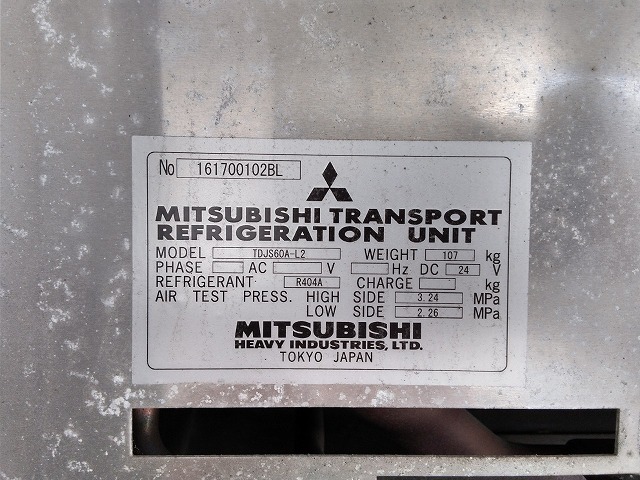 No 161700102BL
MITSUBISHI TRANSPORT
REFRIGERATION UNIT
MODEL TDJS60A-L2 WEIGHT 107 kg
PHASE AC V Hz DC 24 V
REFRIGERANT R404A CHARGE kg
AIR TEST PRESS. HIGH SIDE 3.24 MPa
LOW SIDE 2.26 MPa
MITSUBISHI
HEAVY INDUSTRIES, LTD.
TOKYO JAPAN